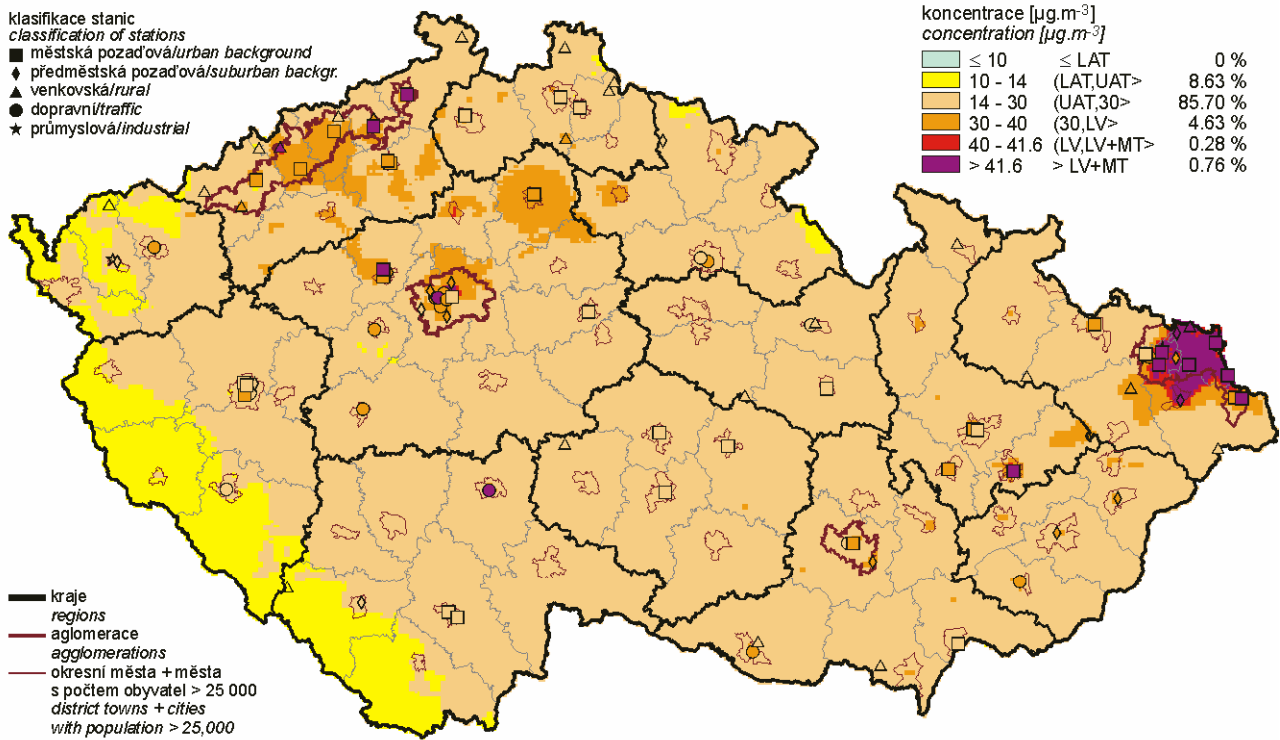 klasifikace stanic
classification of stations
městská pozaďová/urban background
předměstská pozaďová/suburban backgr.
venkovská/rural
dopravní/traffic
průmyslová/industrial
koncentrace [µg.m-3]
concentration [µg.m-3]
≤ 10 ≤ LAT 0 %
10 - 14 (LAT,UAT> 8.63 %
14 - 30 (UAT,30> 85.70 %
30 - 40 (30,LV> 4.63 %
40 - 41.6 (LV,LV+MT> 0.28 %
> 41.6 > LV+MT 0.76 %
kraje
regions
aglomerace
agglomerations
okresní města + města
s počtem obyvatel > 25 000
district towns + cities
with population > 25,000